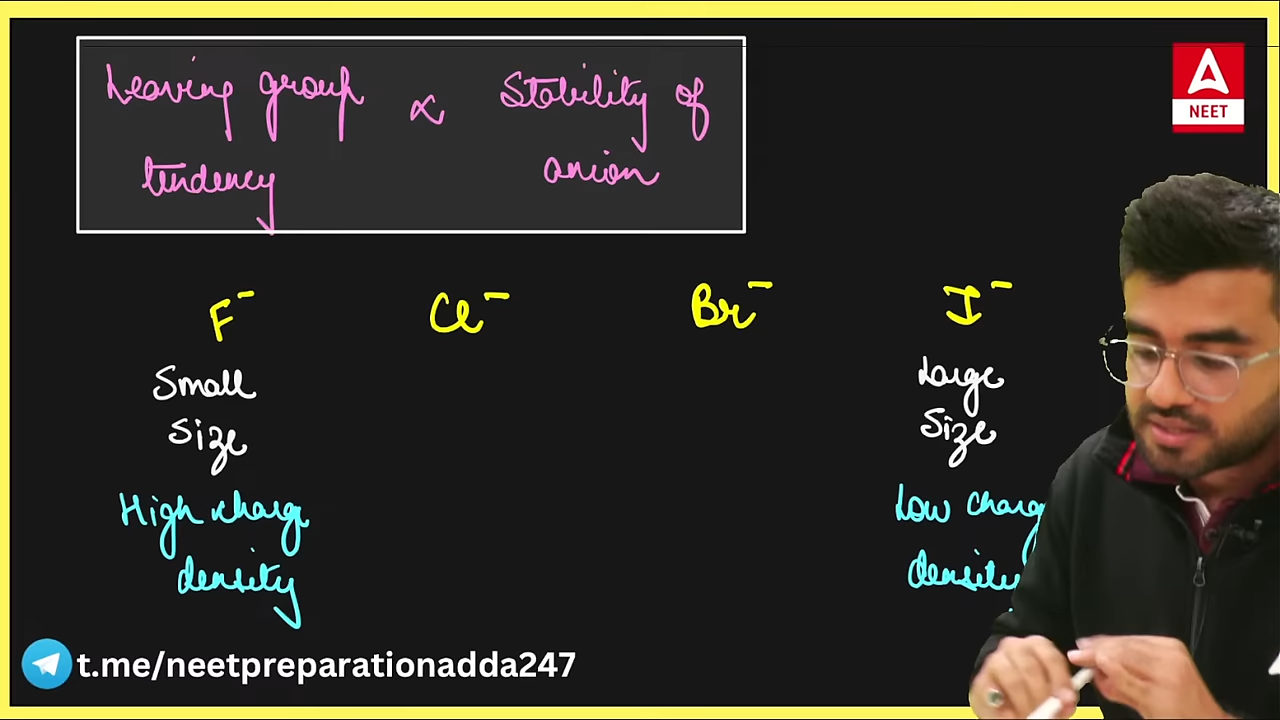 Leaving group ∝ Stability of
tendency anion
NEET
F⁻ Cl⁻ Br⁻ I⁻
Small Large
Size Size
High charge Low charg
density densit
t.me/neetpreparationadda247